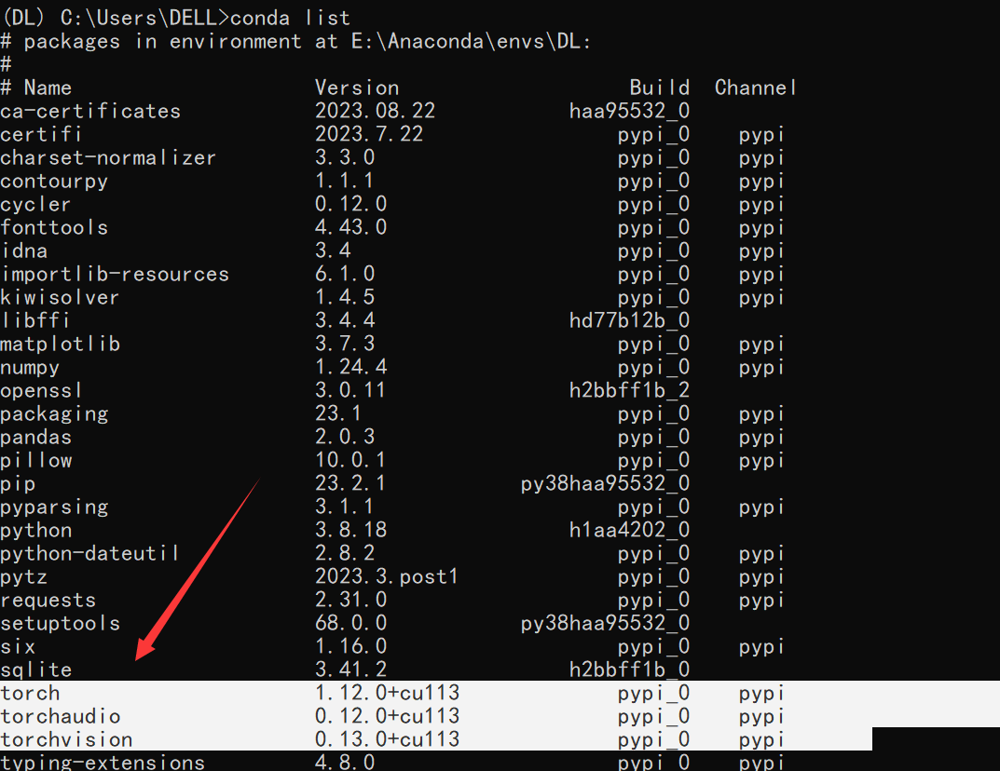 (DL) C:\Users\DELL>conda list
# packages in environment at E:\Anaconda\envs\DL:
#
# Name Version Build Channel
ca-certificates 2023.08.22 haa95532_0
certifi 2023.7.22 pypi_0 pypi
charset-normalizer 3.3.0 pypi_0 pypi
contourpy 1.1.1 pypi_0 pypi
cycler 0.12.0 pypi_0 pypi
fonttools 4.43.0 pypi_0 pypi
idna 3.4 pypi_0 pypi
importlib-resources 6.1.0 pypi_0 pypi
kiwisolver 1.4.5 pypi_0 pypi
libffi 3.4.4 hd77b12b_0
matplotlib 3.7.3 pypi_0 pypi
numpy 1.24.4 pypi_0 pypi
openssl 3.0.11 h2bbff1b_2
packaging 23.1 pypi_0 pypi
pandas 2.0.3 pypi_0 pypi
pillow 10.0.1 pypi_0 pypi
pip 23.2.1 py38haa95532_0
pyparsing 3.1.1 pypi_0 pypi
python 3.8.18 h1aa4202_0
python-dateutil 2.8.2 pypi_0 pypi
pytz 2023.3.post1 pypi_0 pypi
requests 2.31.0 pypi_0 pypi
setuptools 68.0.0 py38haa95532_0
six 1.16.0 pypi_0 pypi
sqlite 3.41.2 h2bbff1b_0
torch 1.12.0+cu113 pypi_0 pypi
torchaudio 0.12.0+cu113 pypi_0 pypi
torchvision 0.13.0+cu113 pypi_0 pypi
typing-extensions 4.8.0 pypi_0 pypi